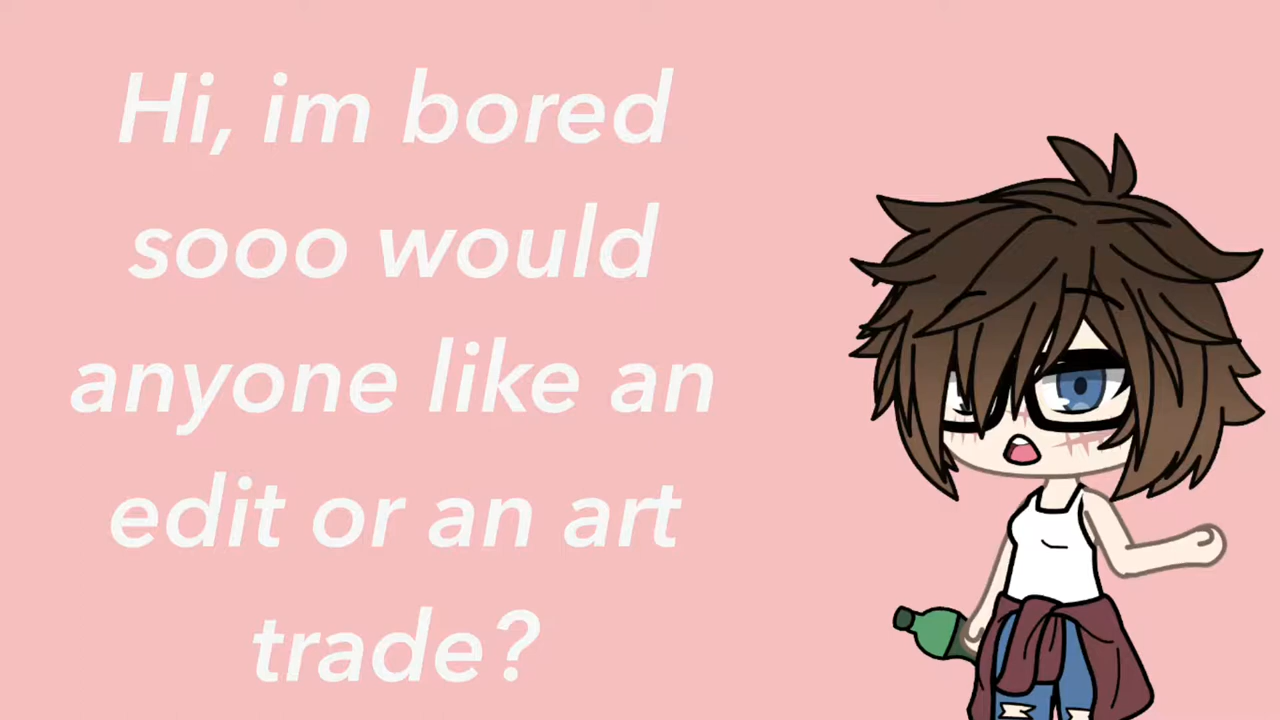 Hi, im bored
sooo would
anyone like an
edit or an art
trade?